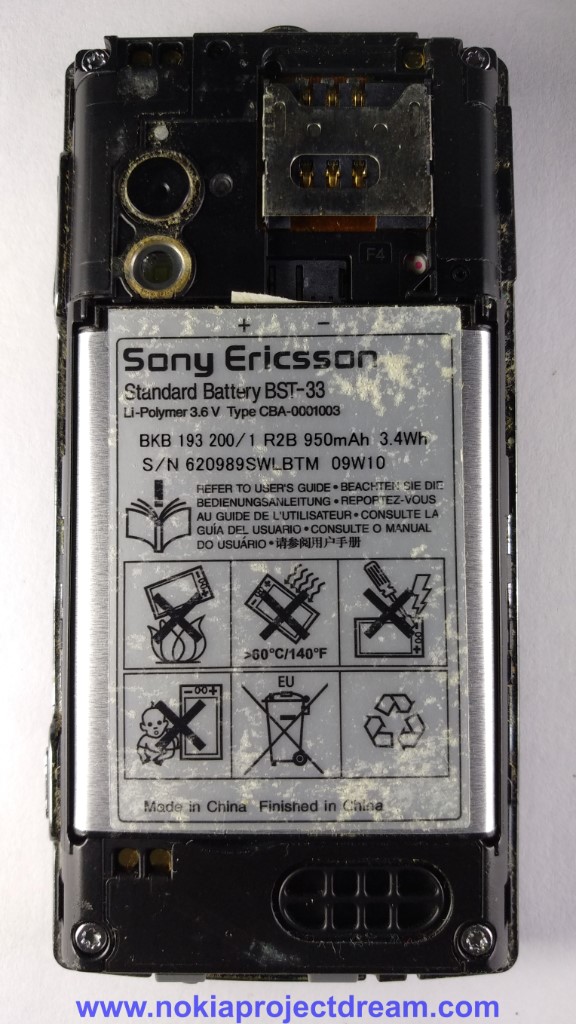 F4
+ −
Sony Ericsson
Standard Battery BST-33
Li-Polymer 3.6 V Type CBA-0001003
BKB 193 200/1 R2B 950mAh 3.4Wh
S/N 620989SWLBTM 09W10
REFER TO USER'S GUIDE • BEACHTEN SIE DIE
BEDIENUNGSANLEITUNG • REPORTEZ-VOUS
AU GUIDE DE L'UTILISATEUR • CONSULTE LA
GUÍA DEL USUARIO • CONSULTE O MANUAL
DO USUÁRIO • 请参阅用户手册
>60°C/140°F
EU
Made in China Finished in China
www.nokiaprojectdream.com